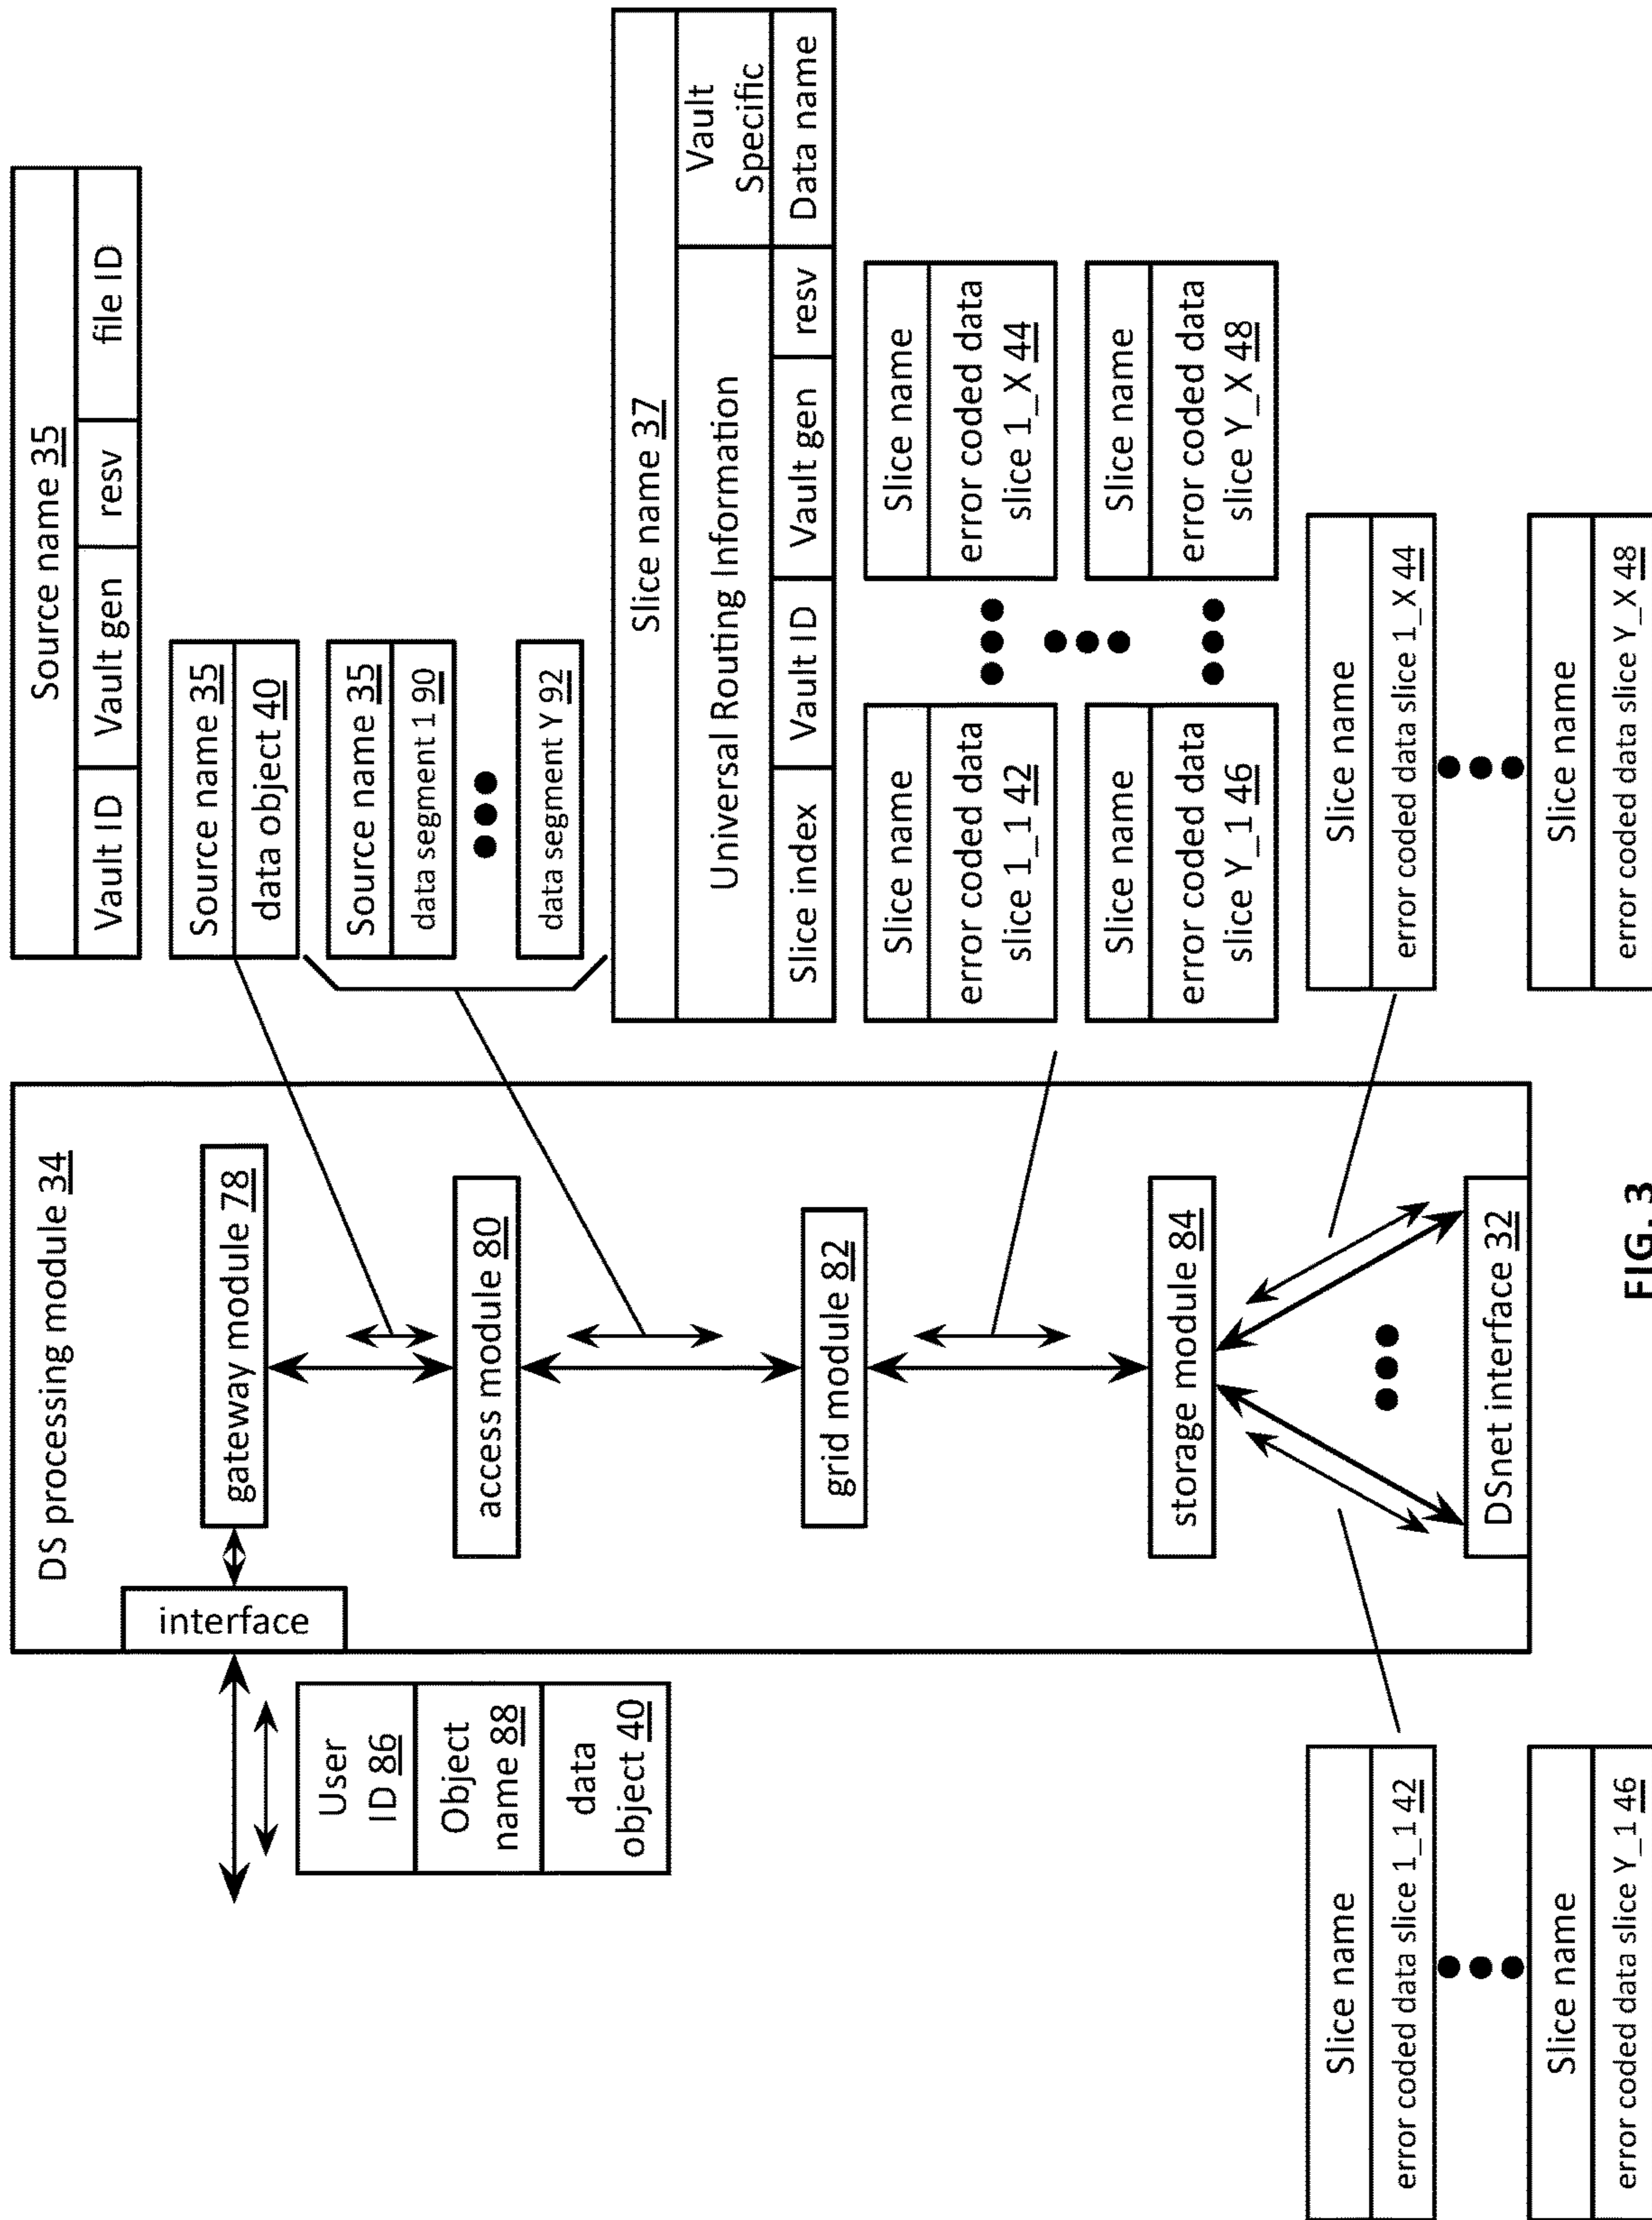 DS processing module 34
interface
gateway module 78
access module 80
grid module 82
storage module 84
DSnet interface 32
User
ID 86
Object
name 88
data
object 40
Source name 35
Vault ID
Vault gen
resv
file ID
Source name 35
data object 40
Source name 35
data segment 1 90
data segment Y 92
Slice name 37
Universal Routing Information
Vault
Specific
Slice index
Vault ID
Vault gen
resv
Data name
Slice name
error coded data
slice 1_1 42
Slice name
error coded data
slice 1_X 44
Slice name
error coded data
slice Y_1 46
Slice name
error coded data
slice Y_X 48
Slice name
error coded data slice 1_1 42
Slice name
error coded data slice Y_1 46
Slice name
error coded data slice 1_X 44
Slice name
error coded data slice Y_X 48
FIG. 3